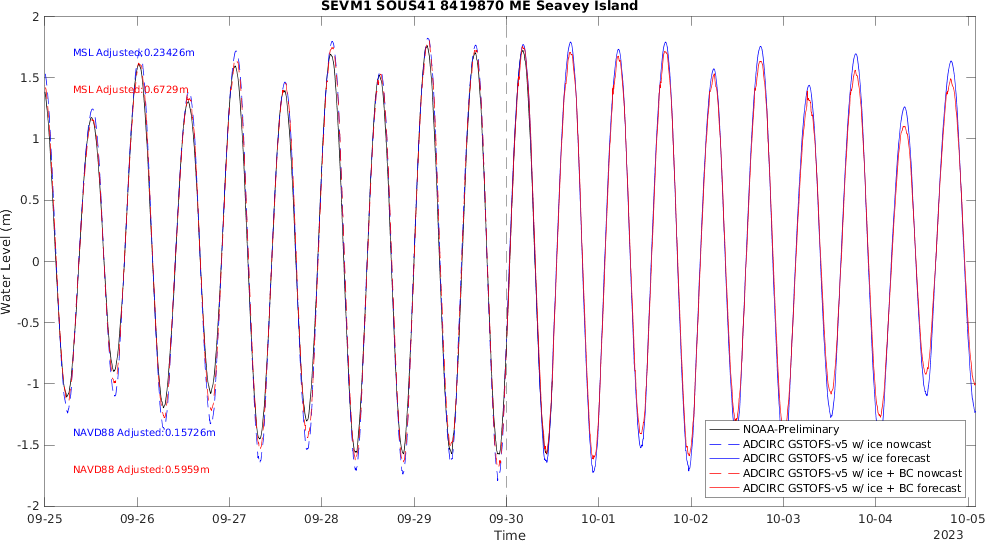 SEVM1 SOUS41 8419870 ME Seavey Island
2
1.5
1
0.5
0
-0.5
-1
-1.5
-2
Water Level (m)
MSL Adjusted:0.23426m
MSL Adjusted:0.6729m
NAVD88 Adjusted:0.15726m
NAVD88 Adjusted:0.5959m
NOAA-Preliminary
ADCIRC GSTOFS-v5 w/ ice nowcast
ADCIRC GSTOFS-v5 w/ ice forecast
ADCIRC GSTOFS-v5 w/ ice + BC nowcast
ADCIRC GSTOFS-v5 w/ ice + BC forecast
09-25 09-26 09-27 09-28 09-29 09-30 10-01 10-02 10-03 10-04 10-05
Time
2023